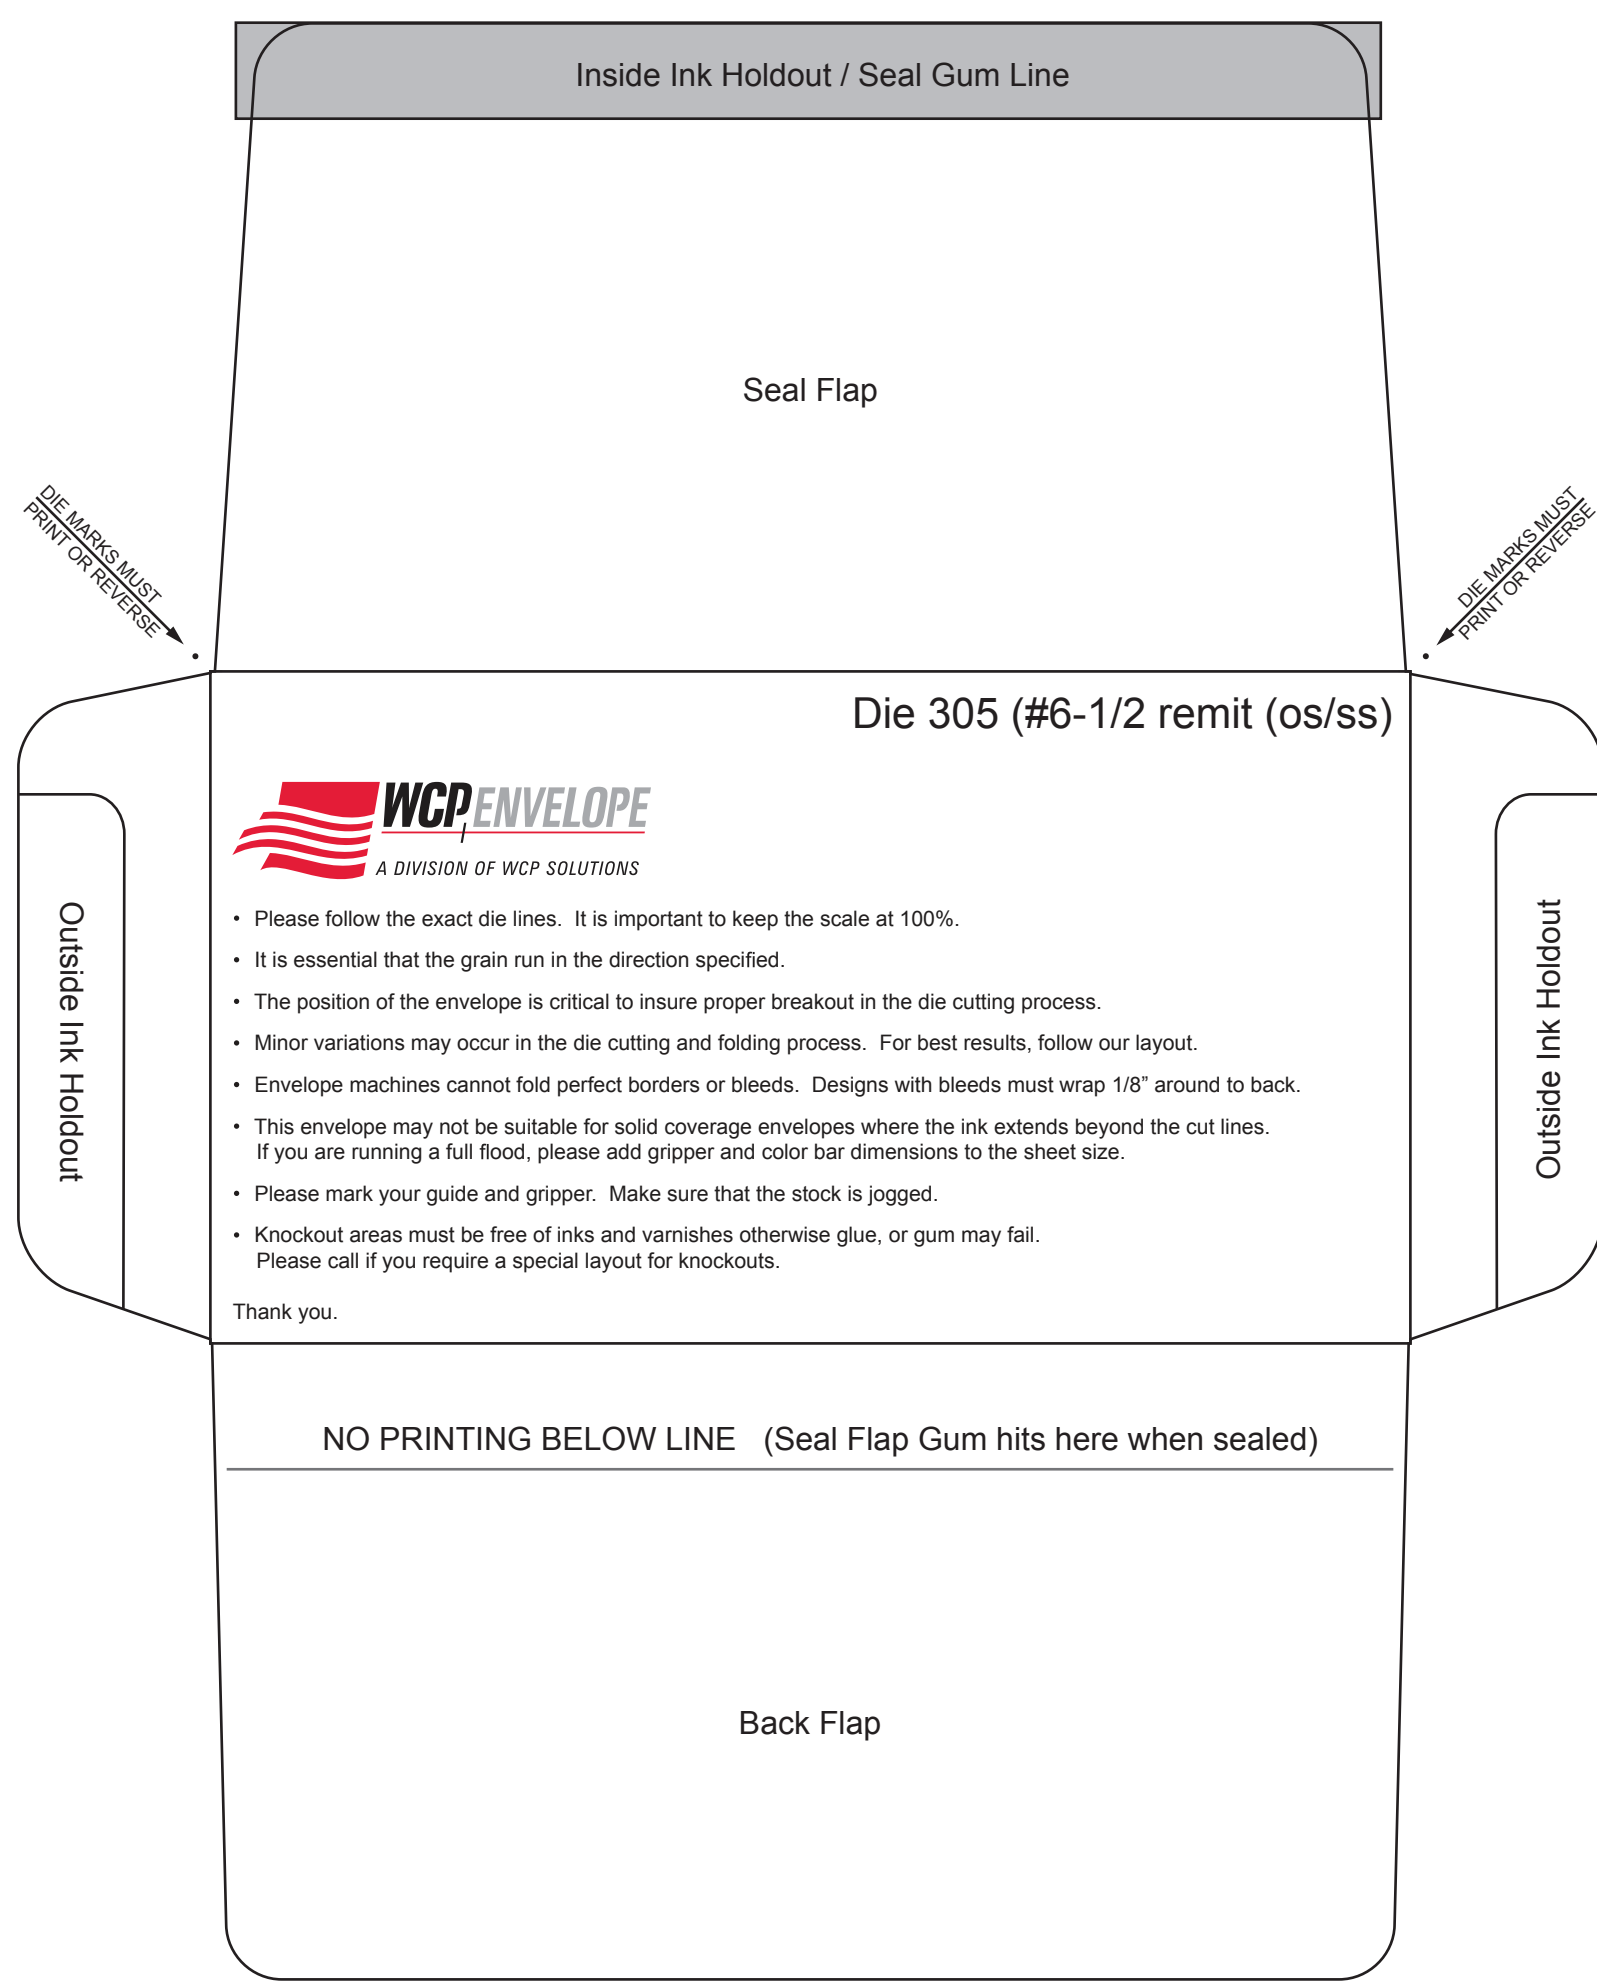 Inside Ink Holdout / Seal Gum Line
Seal Flap
DIE MARKS MUST
PRINT OR REVERSE
DIE MARKS MUST
PRINT OR REVERSE
Die 305 (#6-1/2 remit (os/ss)
WCP ENVELOPE
A DIVISION OF WCP SOLUTIONS
• Please follow the exact die lines.  It is important to keep the scale at 100%.
• It is essential that the grain run in the direction specified.
• The position of the envelope is critical to insure proper breakout in the die cutting process.
• Minor variations may occur in the die cutting and folding process.  For best results, follow our layout.
• Envelope machines cannot fold perfect borders or bleeds.  Designs with bleeds must wrap 1/8” around to back.
• This envelope may not be suitable for solid coverage envelopes where the ink extends beyond the cut lines.
If you are running a full flood, please add gripper and color bar dimensions to the sheet size.
• Please mark your guide and gripper.  Make sure that the stock is jogged.
• Knockout areas must be free of inks and varnishes otherwise glue, or gum may fail.
Please call if you require a special layout for knockouts.
Thank you.
Outside Ink Holdout
Outside Ink Holdout
NO PRINTING BELOW LINE   (Seal Flap Gum hits here when sealed)
Back Flap